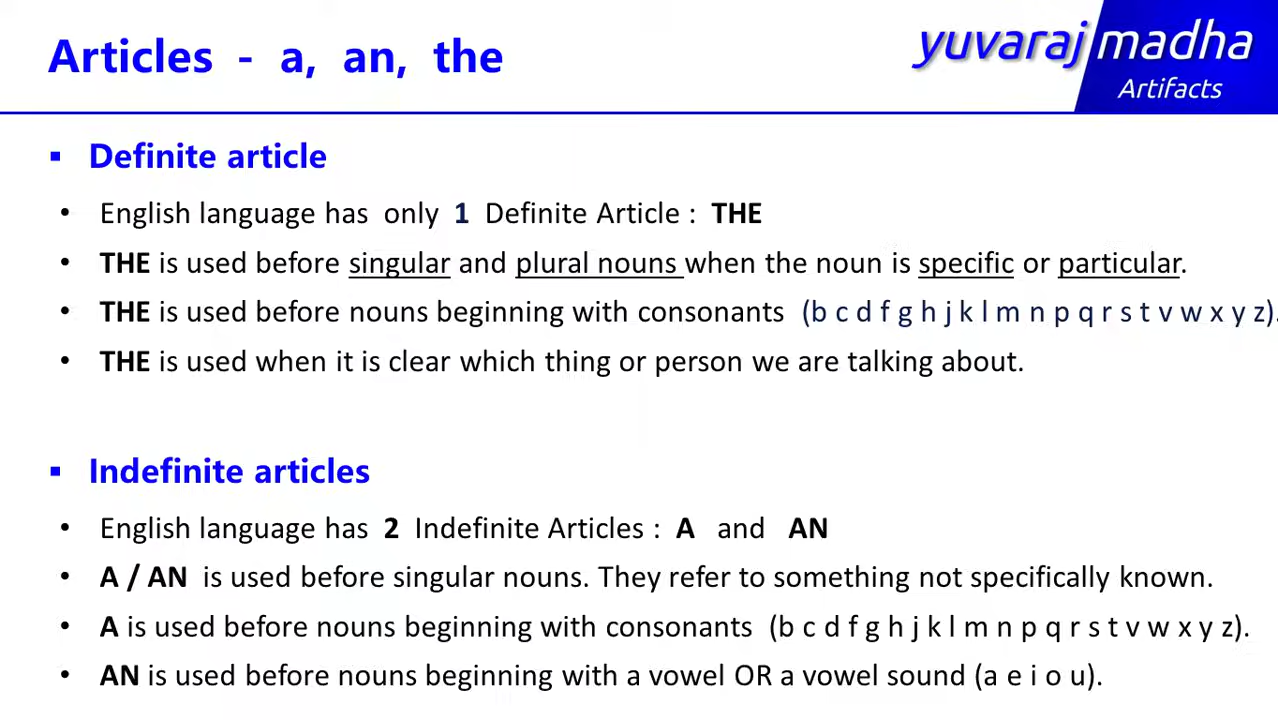 Articles - a, an, the
yuvaraj madha
Artifacts
▪ Definite article
• English language has only 1 Definite Article : THE
• THE is used before singular and plural nouns when the noun is specific or particular.
• THE is used before nouns beginning with consonants (b c d f g h j k l m n p q r s t v w x y z).
• THE is used when it is clear which thing or person we are talking about.
▪ Indefinite articles
• English language has 2 Indefinite Articles : A and AN
• A / AN is used before singular nouns. They refer to something not specifically known.
• A is used before nouns beginning with consonants (b c d f g h j k l m n p q r s t v w x y z).
• AN is used before nouns beginning with a vowel OR a vowel sound (a e i o u).